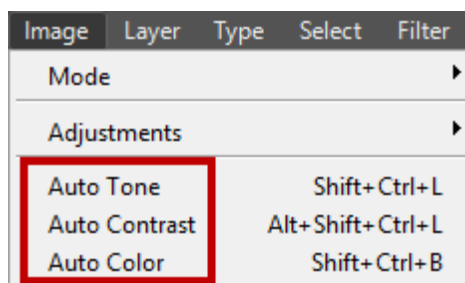 Image Layer Type Select Filter
Mode
Adjustments
Auto Tone Shift+Ctrl+L
Auto Contrast Alt+Shift+Ctrl+L
Auto Color Shift+Ctrl+B